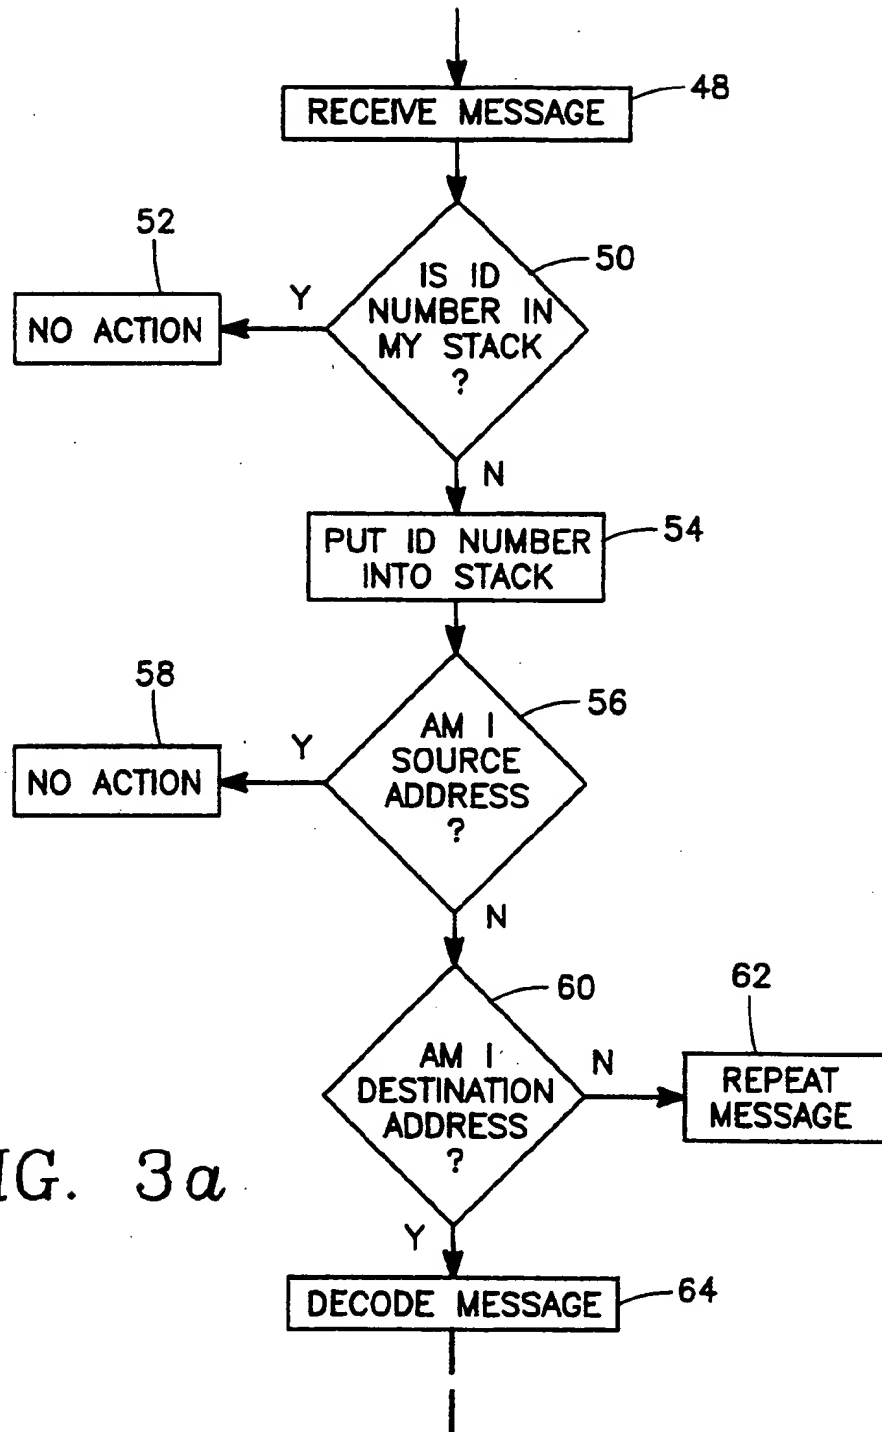 RECEIVE MESSAGE
48
52
50
IS ID
NUMBER IN
MY STACK
?
Y
NO ACTION
N
PUT ID NUMBER
INTO STACK
54
58
56
AM I
SOURCE
ADDRESS
?
Y
NO ACTION
N
60
62
AM I
DESTINATION
ADDRESS
?
N
REPEAT
MESSAGE
IG. 3a
Y
DECODE MESSAGE
64